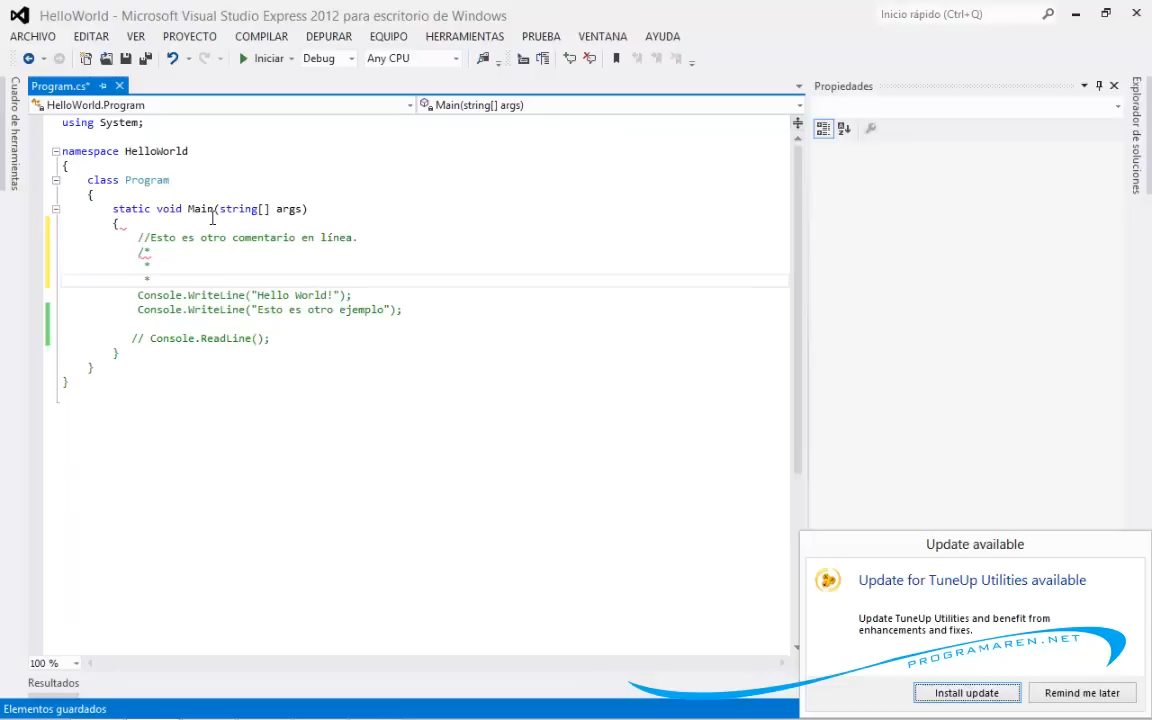 HelloWorld - Microsoft Visual Studio Express 2012 para escritorio de Windows
Inicio rápido (Ctrl+Q)
ARCHIVO EDITAR VER PROYECTO COMPILAR DEPURAR EQUIPO HERRAMIENTAS PRUEBA VENTANA AYUDA
Iniciar Debug Any CPU
Cuadro de herramientas
Program.cs*
Propiedades
Explorador de soluciones
HelloWorld.Program
Main(string[] args)
using System;
namespace HelloWorld
{
class Program
{
static void Main(string[] args)
{
//Esto es otro comentario en línea.
/*
*
*
Console.WriteLine("Hello World!");
Console.WriteLine("Esto es otro ejemplo");
// Console.ReadLine();
}
}
}
Update available
Update for TuneUp Utilities available
Update TuneUp Utilities and benefit from
enhancements and fixes.
PROGRAMAREN.NET
Install update
Remind me later
100 %
Resultados
Elementos guardados